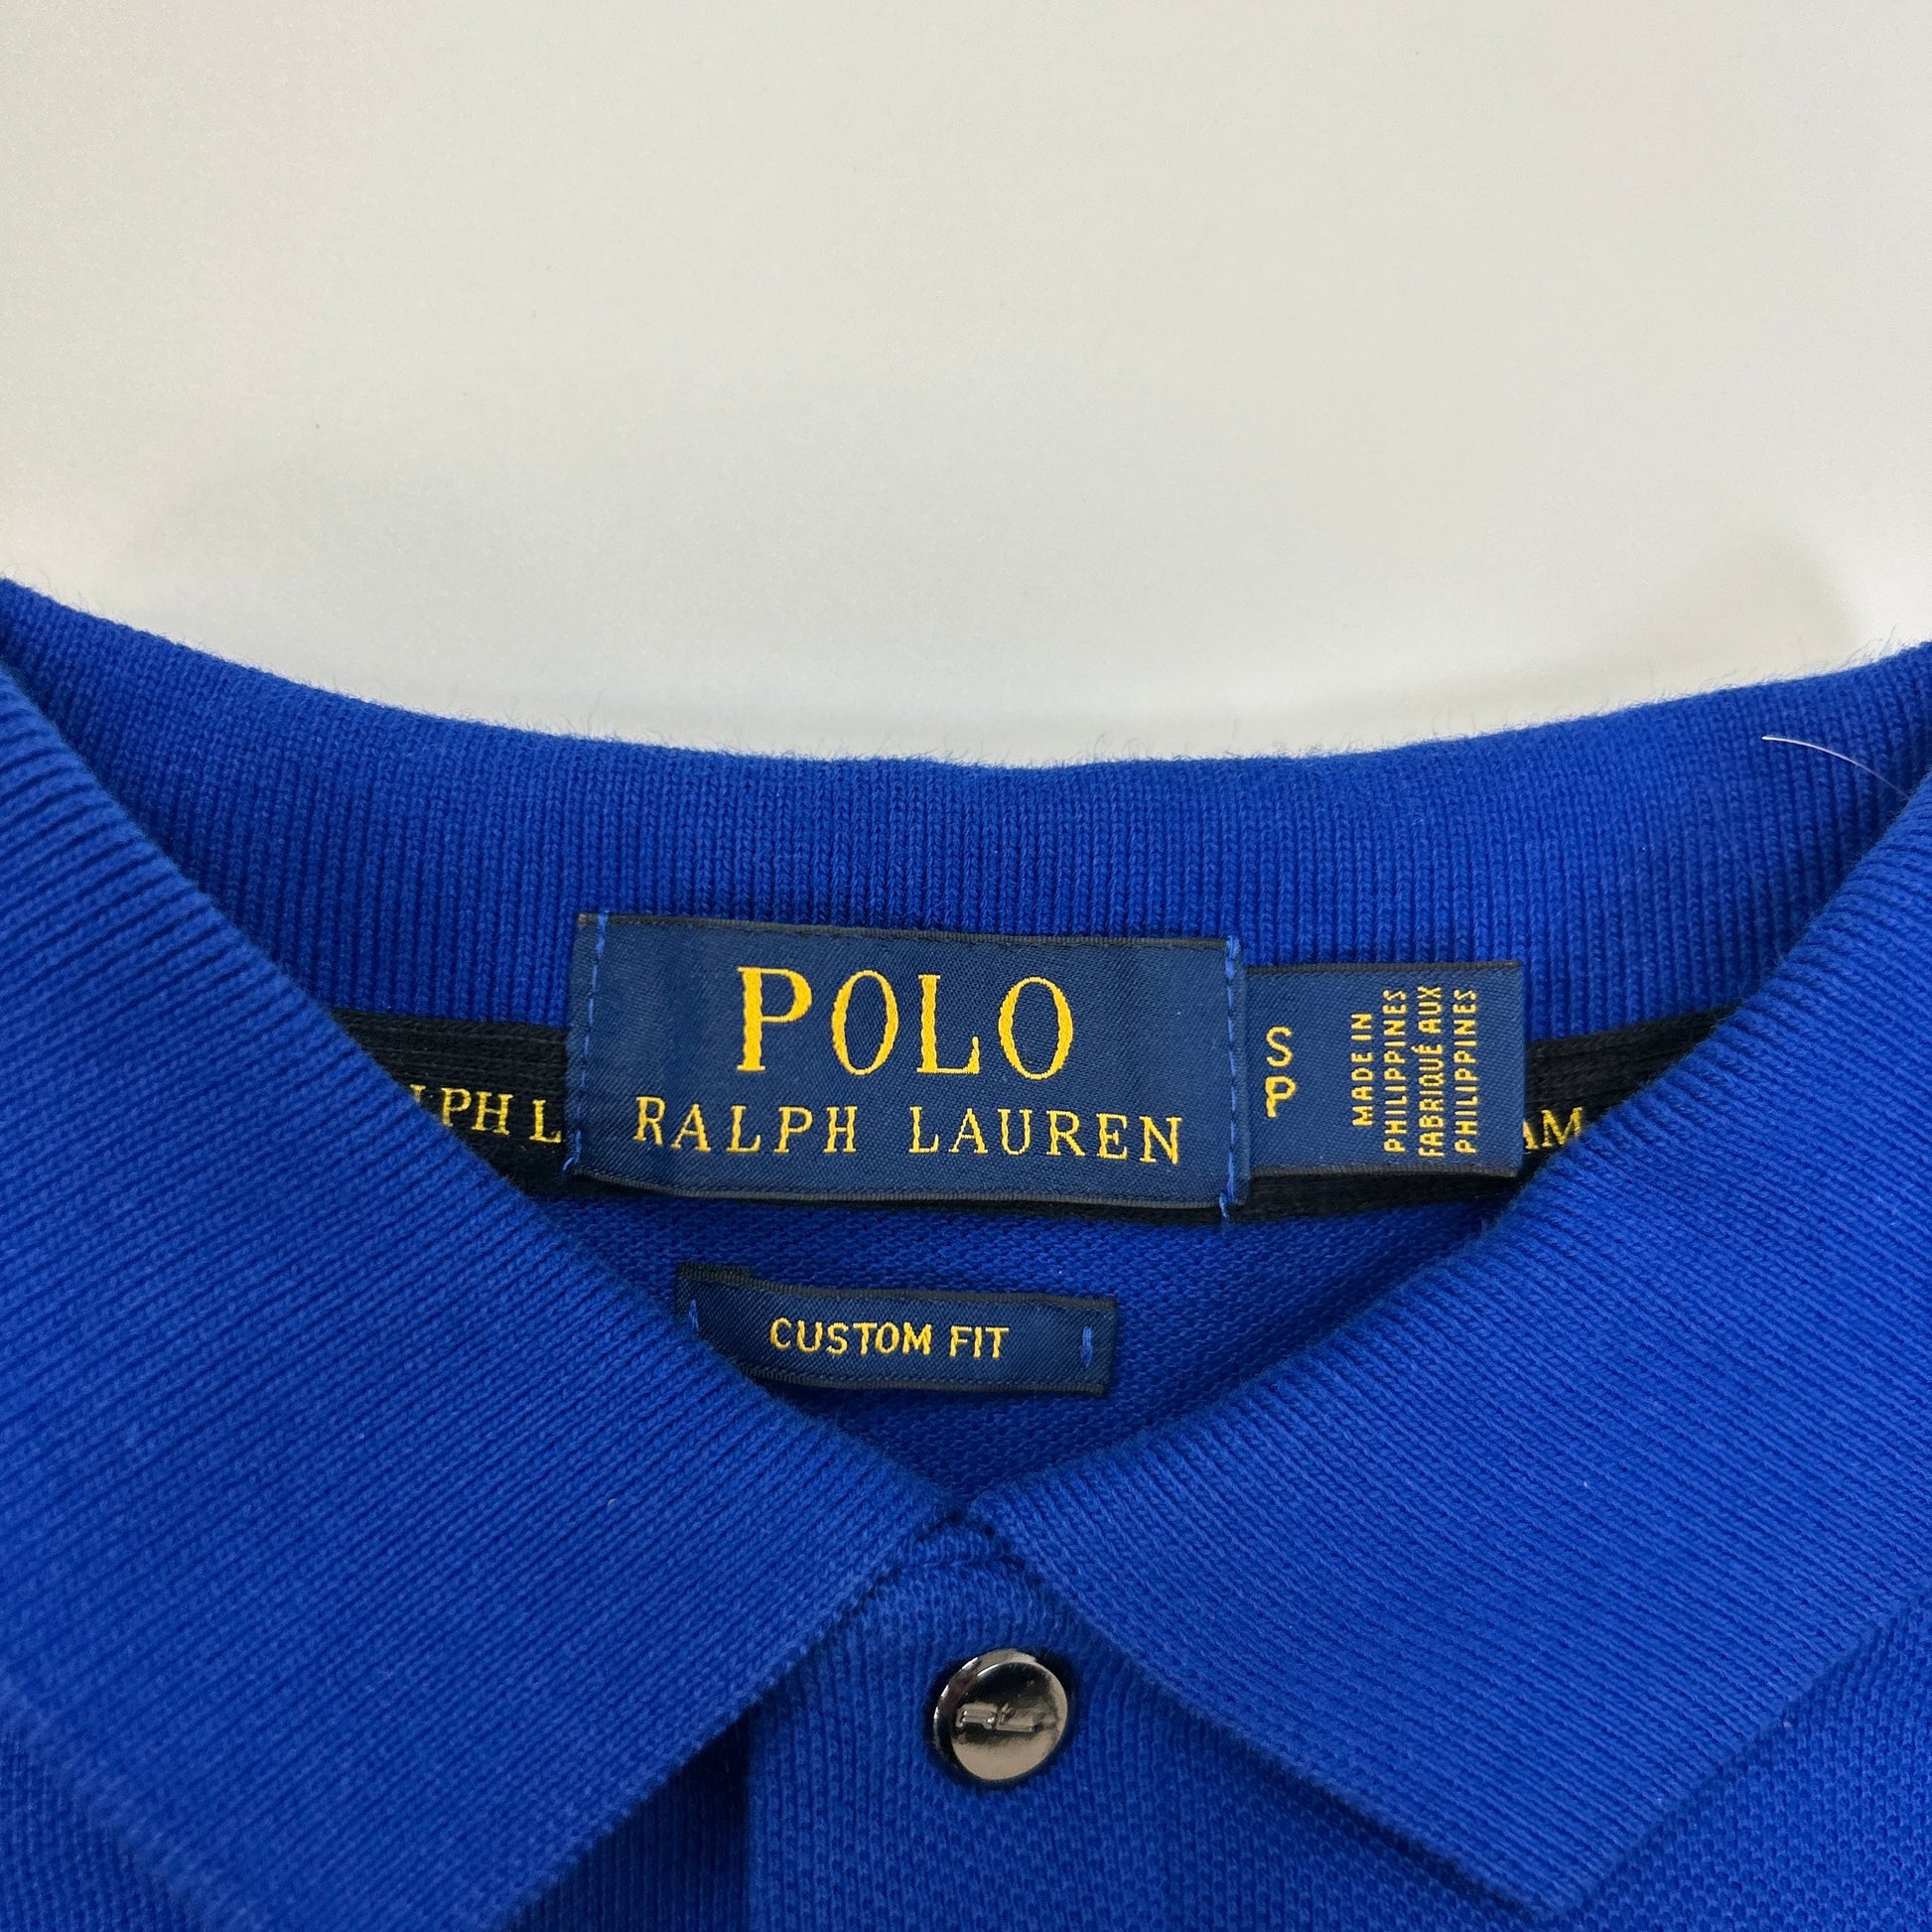 POLO
RALPH LAUREN
S
P
MADE IN
PHILIPPINES
FABRIQUÉ AUX
PHILIPPINES
CUSTOM FIT